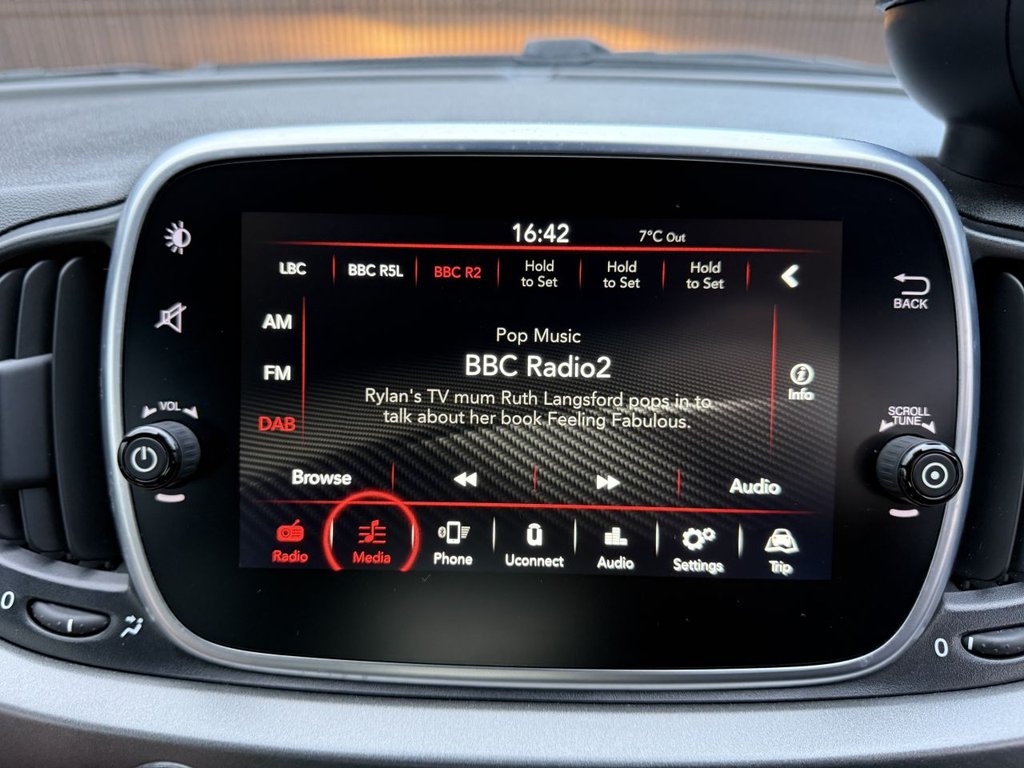 16:42
7°C Out
LBC
BBC R5L
BBC R2
Hold
to Set
Hold
to Set
Hold
to Set
BACK
AM
FM
DAB
Pop Music
BBC Radio2
Rylan's TV mum Ruth Langsford pops in to
talk about her book Feeling Fabulous.
Info
VOL
SCROLL
TUNE
Browse
Audio
Radio
Media
Phone
Uconnect
Audio
Settings
Trip
0
0